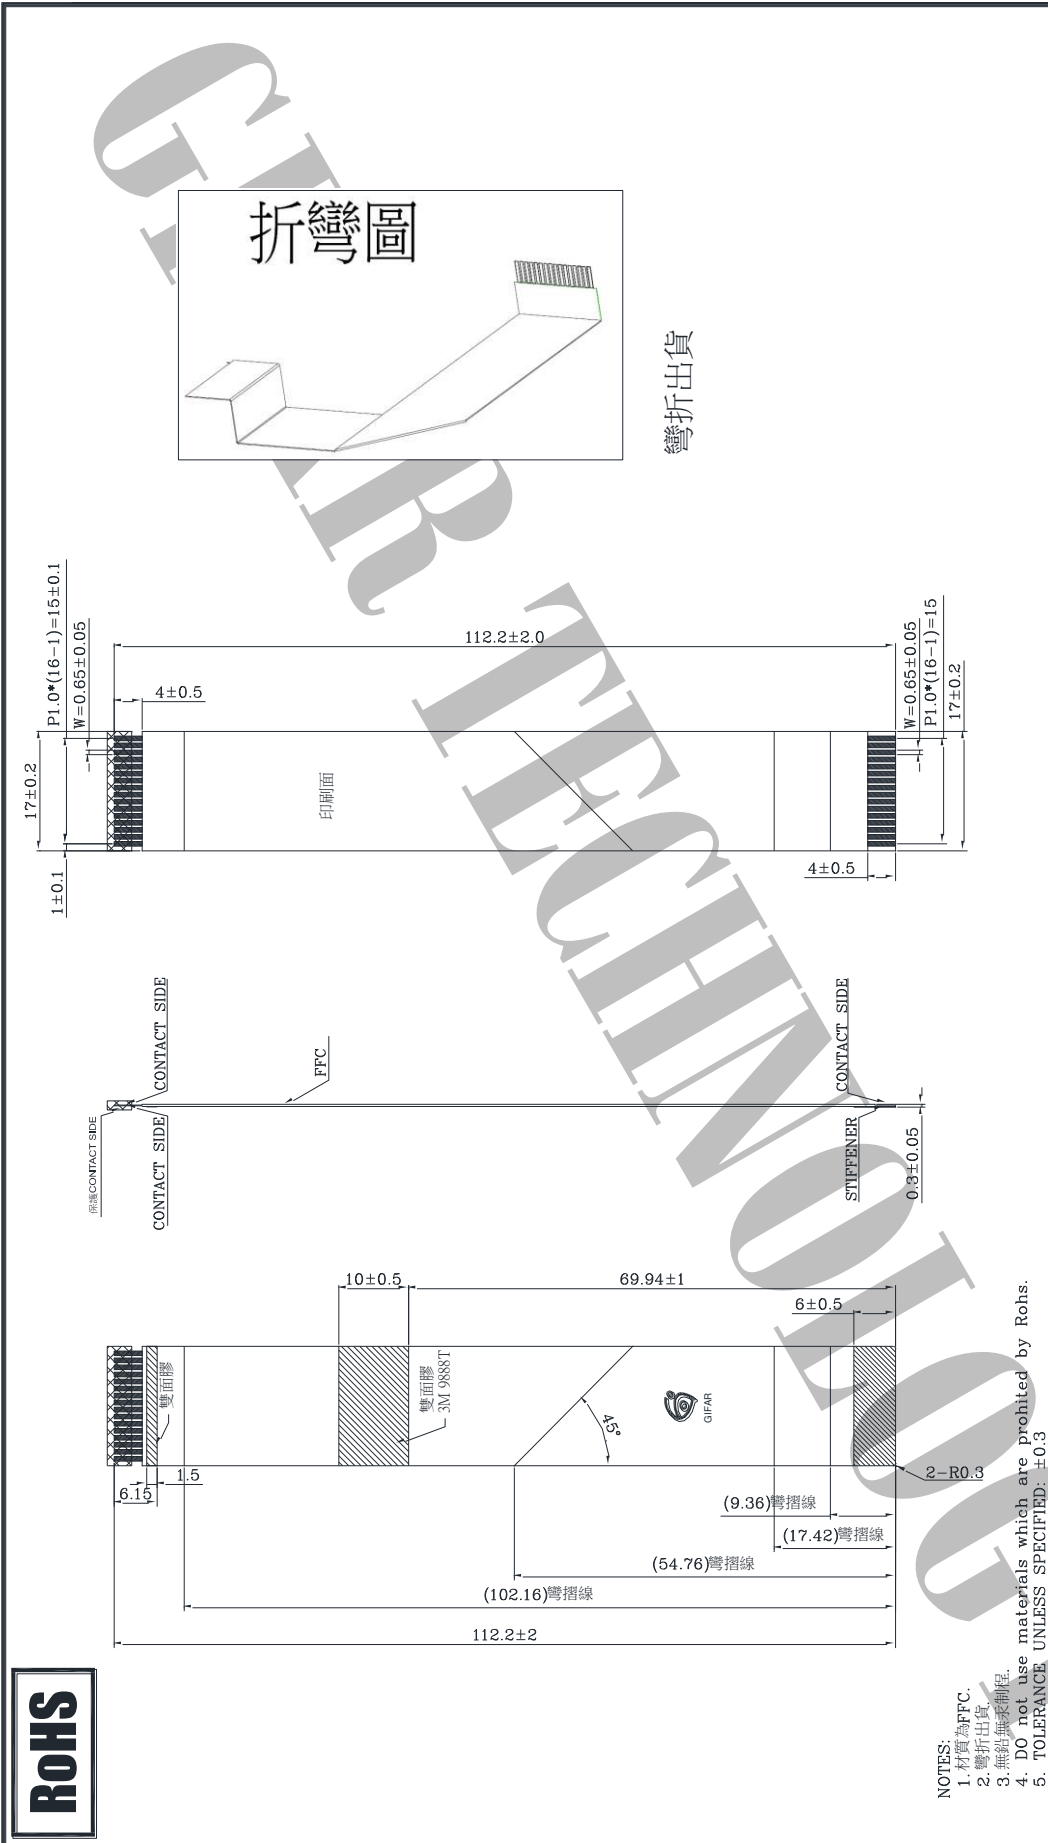 折彎圖
彎折出貨
P1.0*(16-1)=15±0.1
W=0.65±0.05
4±0.5
17±0.2
1±0.1
112.2±2.0
印刷面
W=0.65±0.05
P1.0*(16-1)=15
17±0.2
4±0.5
CONTACT SIDE
保護CONTACT SIDE
CONTACT SIDE
FFC
CONTACT SIDE
STIFFENER
0.3±0.05
10±0.5
69.94±1
6±0.5
雙面膠
雙面膠
3M 9888T
45°
GIFAR
1.5
6.15
2-R0.3
(9.36)彎摺線
(17.42)彎摺線
(54.76)彎摺線
(102.16)彎摺線
112.2±2
RoHS
NOTES:
1. 材質為FFC.
2. 彎折出貨.
3. 無鉛無汞制程.
4. DO not use materials which are prohited by Rohs.
5. TOLERANCE UNLESS SPECIFIED: ±0.3
GIFAR TECHNOLOGY